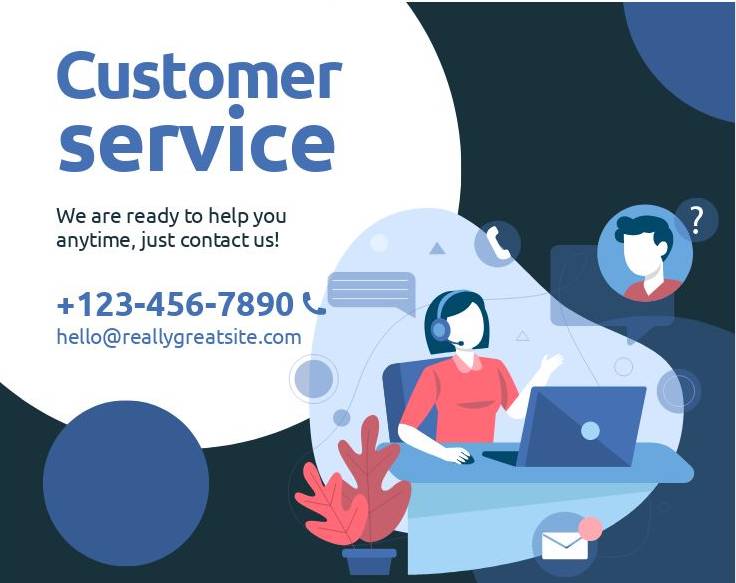 Customer
service
We are ready to help you
anytime, just contact us!
+123-456-7890
hello@reallygreatsite.com
?